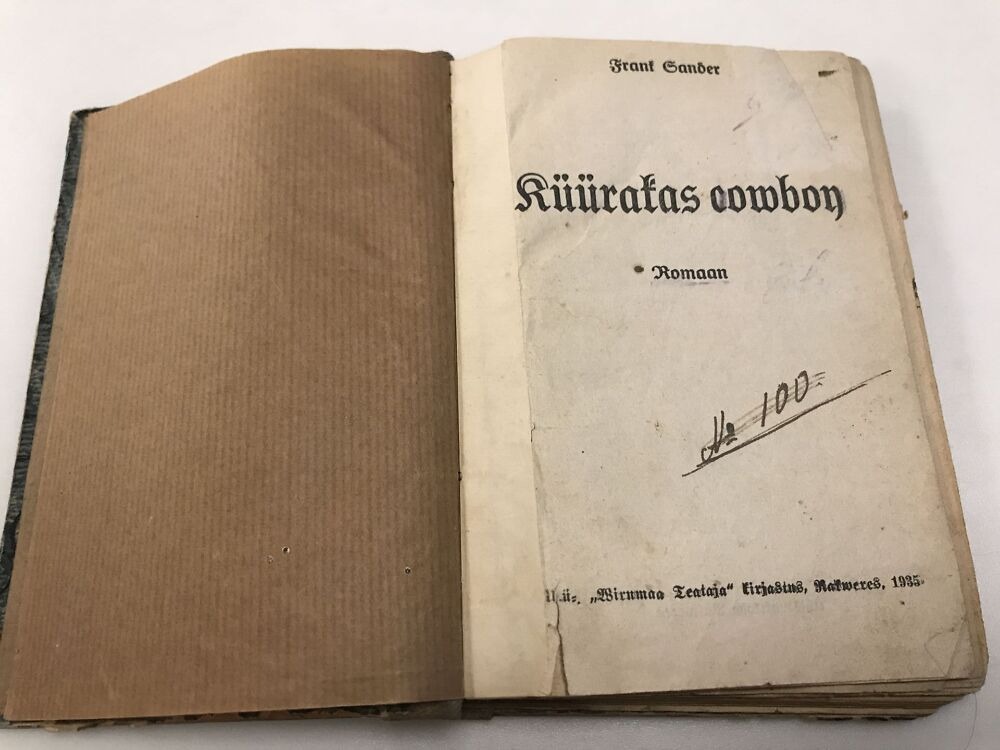 Frank Sander
Küürakas cowboy
Romaan
№ 100.
„Wirumaa Teataja“ kirjastus, Rakweres, 1935.